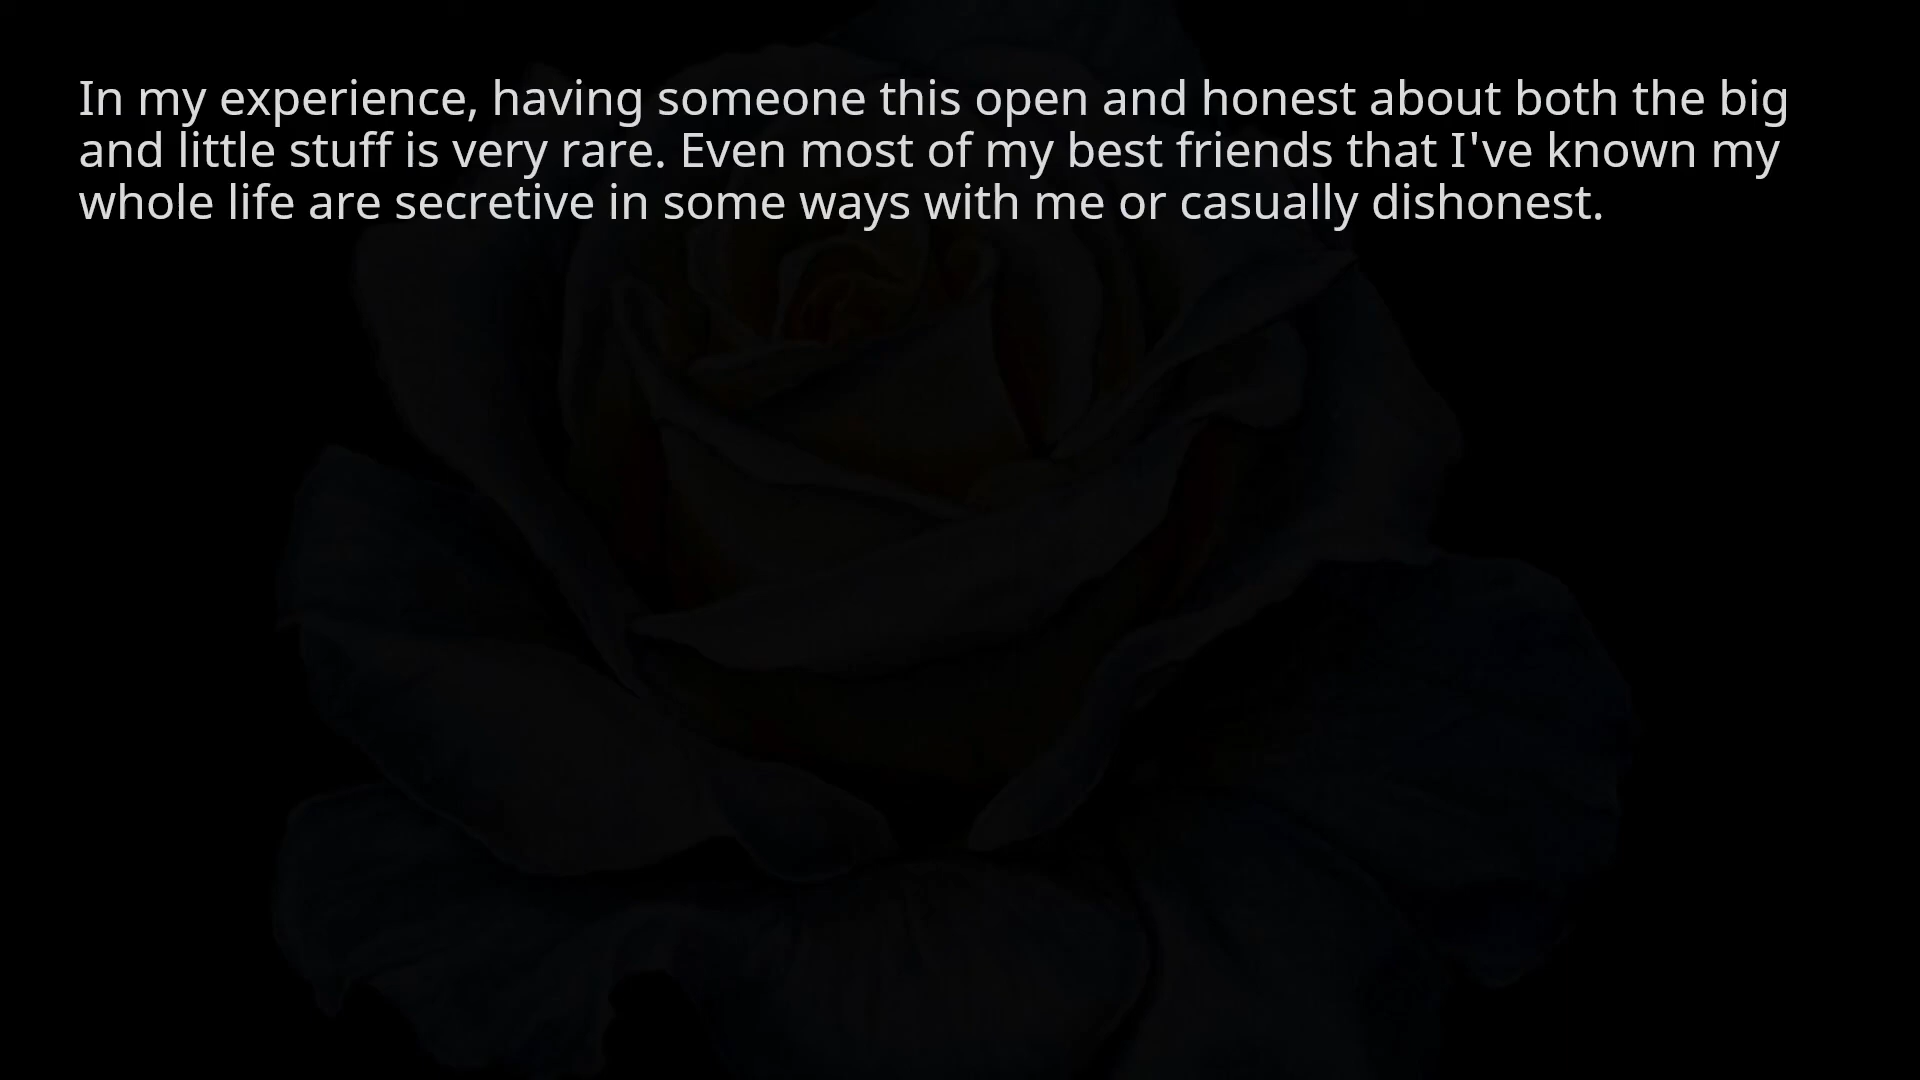 In my experience, having someone this open and honest about both the big
and little stuff is very rare. Even most of my best friends that I've known my
whole life are secretive in some ways with me or casually dishonest.